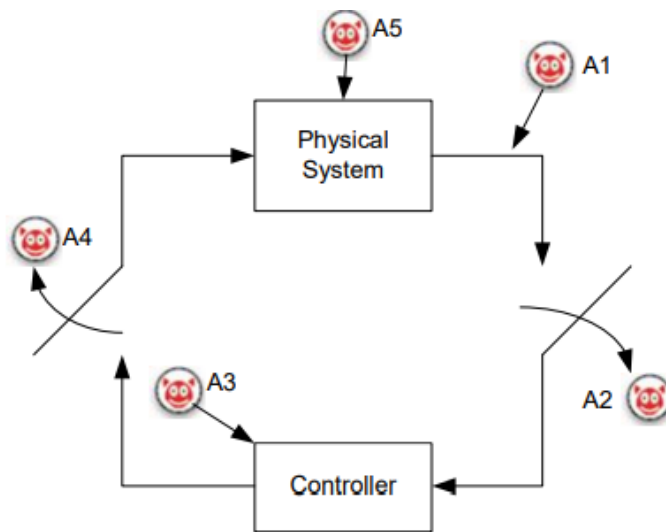 A5
A1
Physical
System
A4
A3
A2
Controller